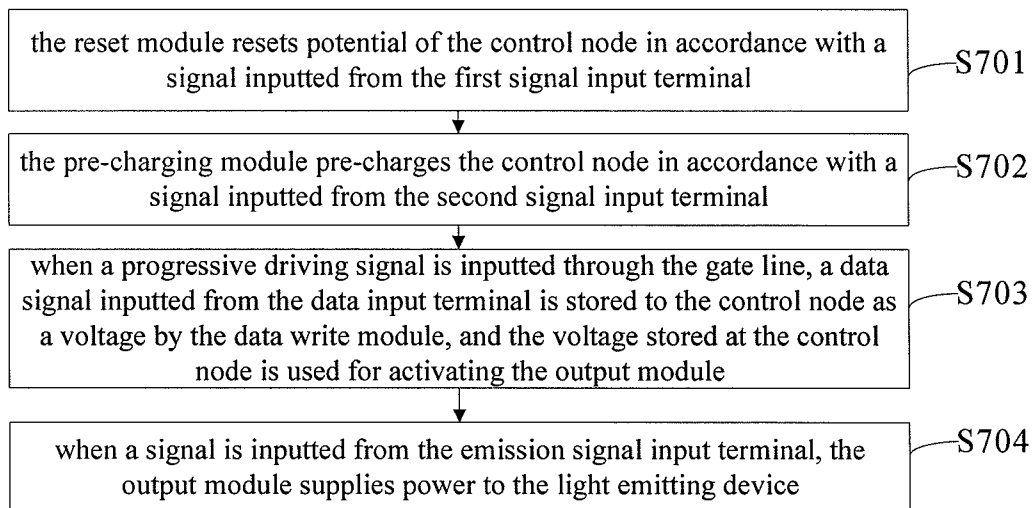 the reset module resets potential of the control node in accordance with a
signal inputted from the first signal input terminal
S701
the pre-charging module pre-charges the control node in accordance with a
signal inputted from the second signal input terminal
S702
when a progressive driving signal is inputted through the gate line, a data
signal inputted from the data input terminal is stored to the control node as
a voltage by the data write module, and the voltage stored at the control
node is used for activating the output module
S703
when a signal is inputted from the emission signal input terminal, the
output module supplies power to the light emitting device
S704